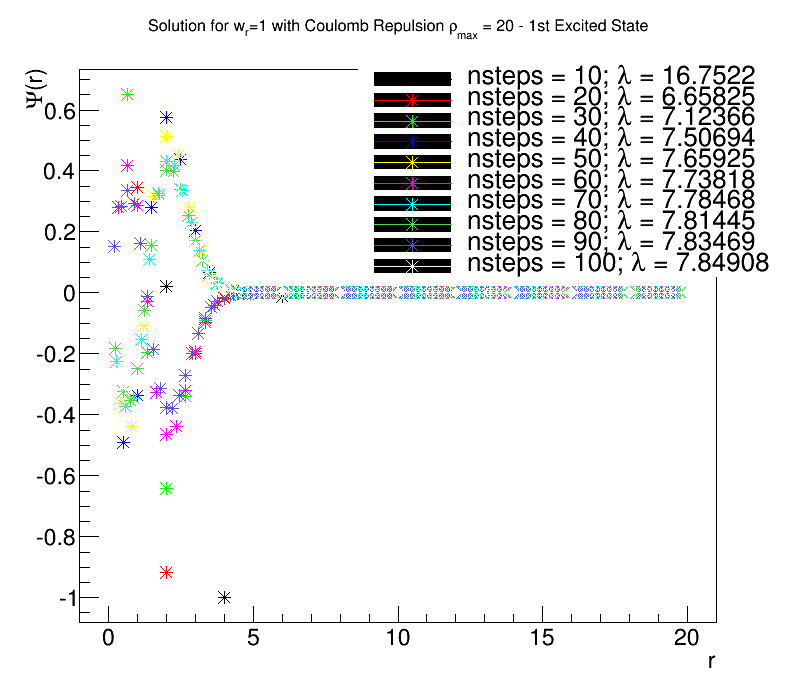 Solution for wr=1 with Coulomb Repulsion ρmax = 20 - 1st Excited State
Ψ(r)
nsteps = 10; λ = 16.7522
nsteps = 20; λ = 6.65825
nsteps = 30; λ = 7.12366
nsteps = 40; λ = 7.50694
nsteps = 50; λ = 7.65925
nsteps = 60; λ = 7.73818
nsteps = 70; λ = 7.78468
nsteps = 80; λ = 7.81445
nsteps = 90; λ = 7.83469
nsteps = 100; λ = 7.84908
0.6
0.4
0.2
0
-0.2
-0.4
-0.6
-0.8
-1
0 5 10 15 20
r